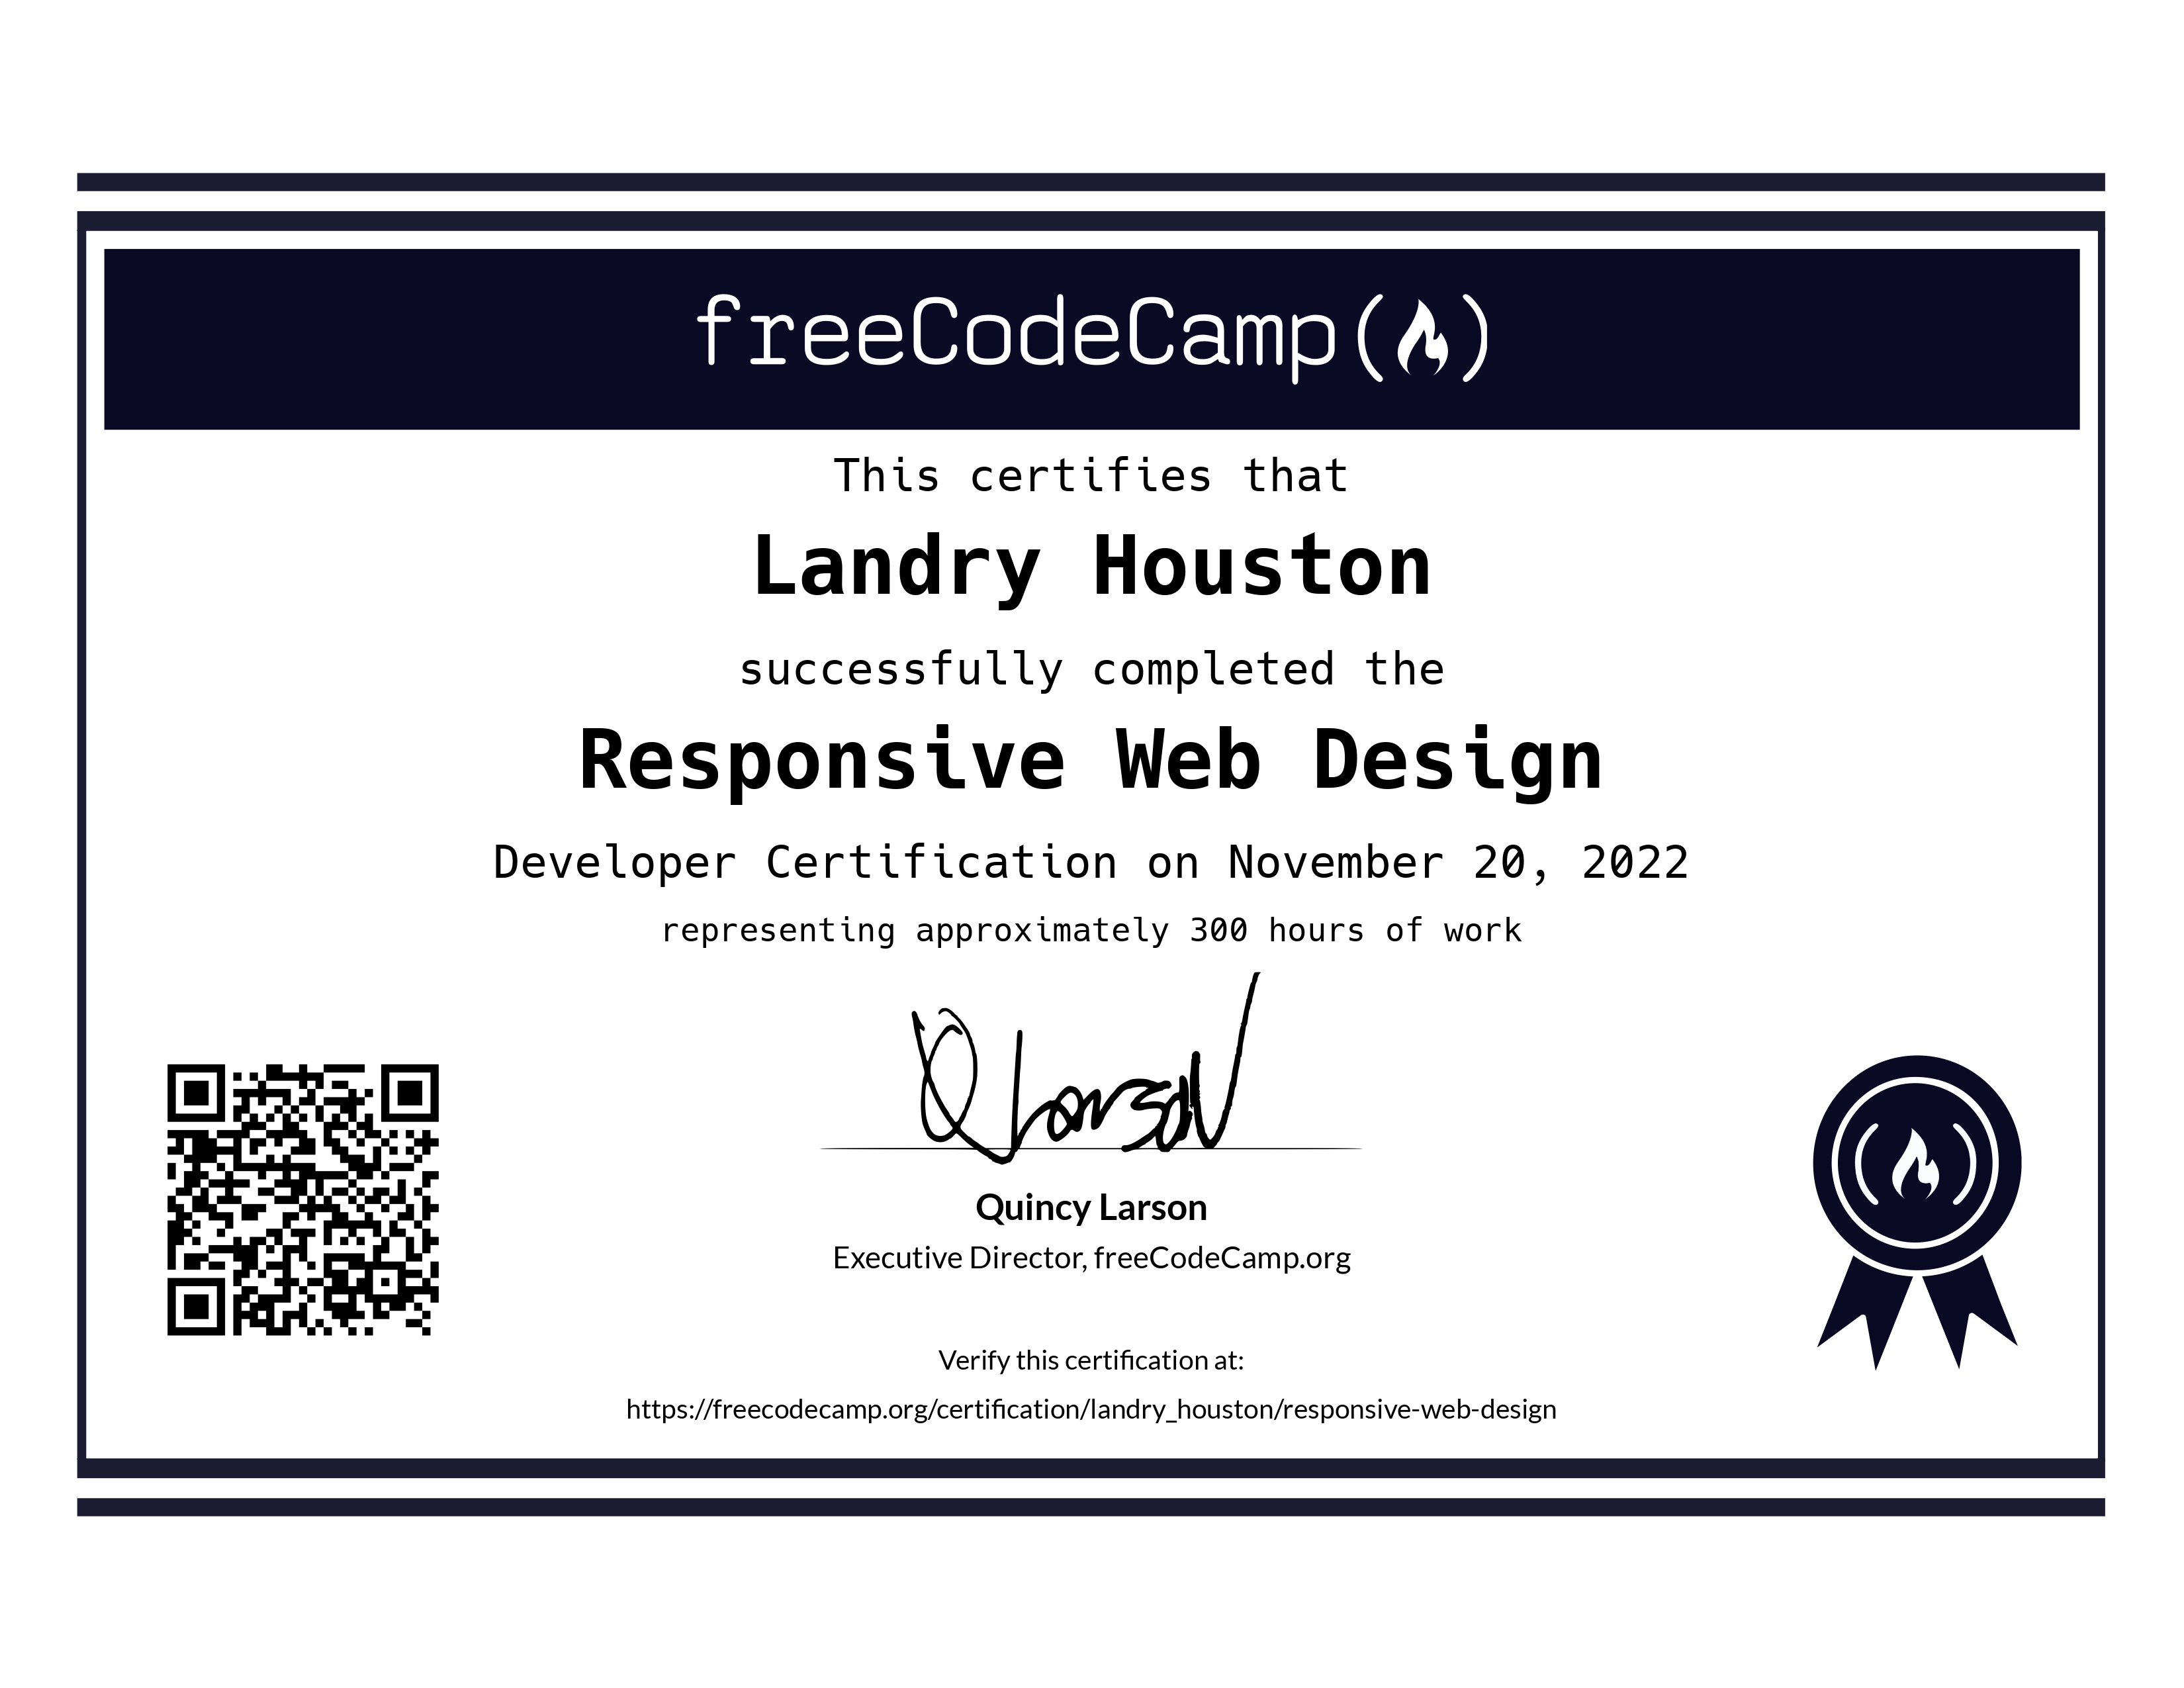 freeCodeCamp
This certifies that
Landry Houston
successfully completed the
Responsive Web Design
Developer Certification on November 20, 2022
representing approximately 300 hours of work
Quincy Larson
Executive Director, freeCodeCamp.org
Verify this certification at:
https://freecodecamp.org/certification/landry_houston/responsive-web-design